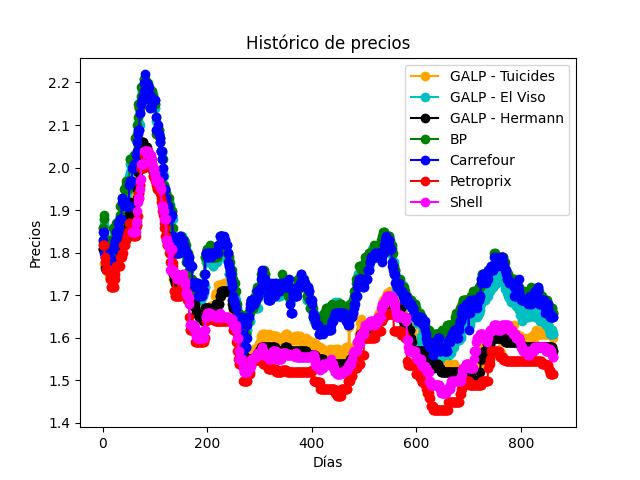 Histórico de precios
GALP - Tuicides
GALP - El Viso
GALP - Hermann
BP
Carrefour
Petroprix
Shell
Precios
2.2
2.1
2.0
1.9
1.8
1.7
1.6
1.5
1.4
0 200 400 600 800
Días